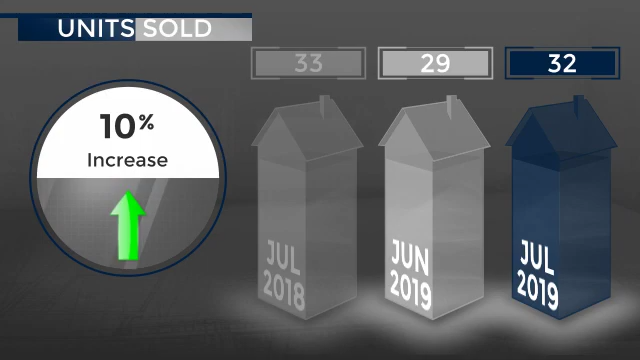 UNITS SOLD
33
29
32
10%
Increase
JUL
2018
JUN
2019
JUL
2019